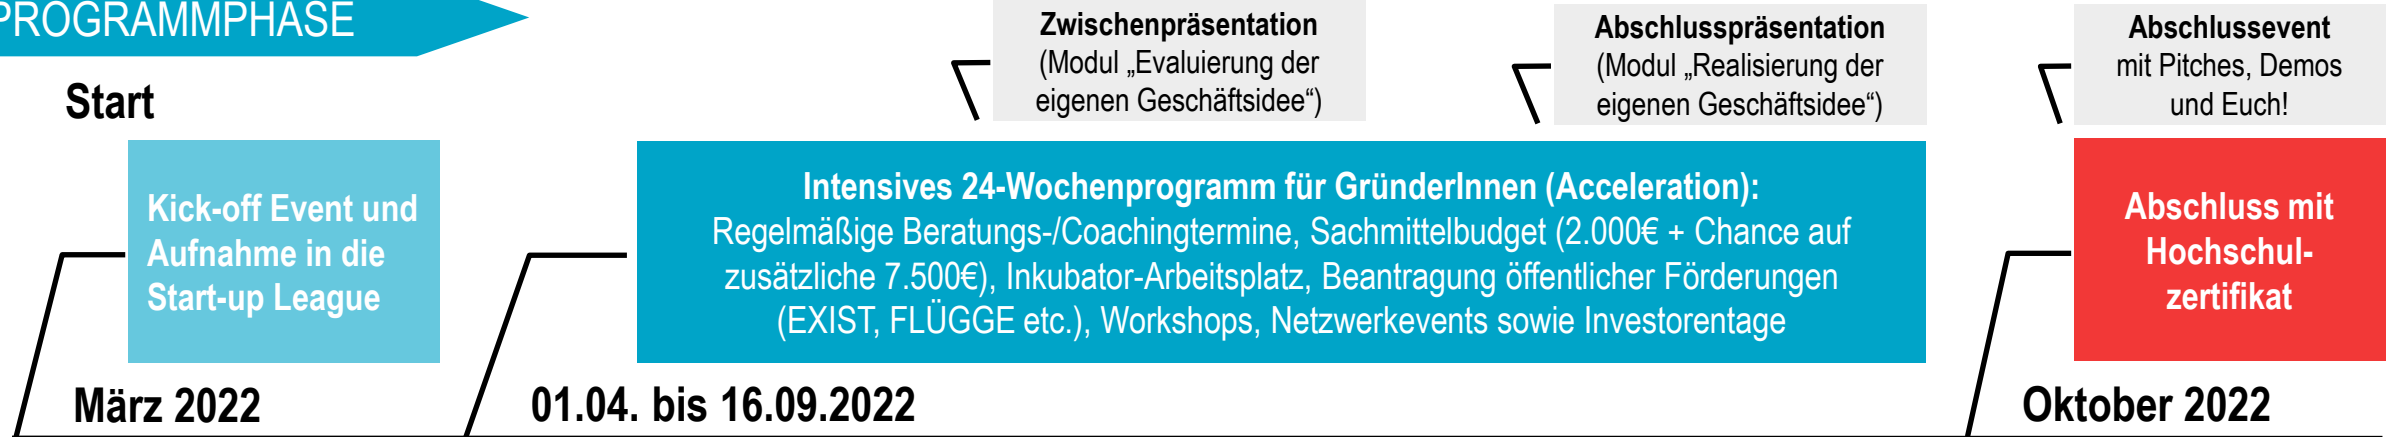 PROGRAMMPHASE
Start
Zwischenpräsentation
(Modul „Evaluierung der
eigenen Geschäftsidee“)
Abschlusspräsentation
(Modul „Realisierung der
eigenen Geschäftsidee“)
Abschlussevent
mit Pitches, Demos
und Euch!
Kick-off Event und
Aufnahme in die
Start-up League
Intensives 24-Wochenprogramm für GründerInnen (Acceleration):
Regelmäßige Beratungs-/Coachingtermine, Sachmittelbudget (2.000€ + Chance auf
zusätzliche 7.500€), Inkubator-Arbeitsplatz, Beantragung öffentlicher Förderungen
(EXIST, FLÜGGE etc.), Workshops, Netzwerkevents sowie Investorentage
Abschluss mit
Hochschul-
zertifikat
März 2022
01.04. bis 16.09.2022
Oktober 2022